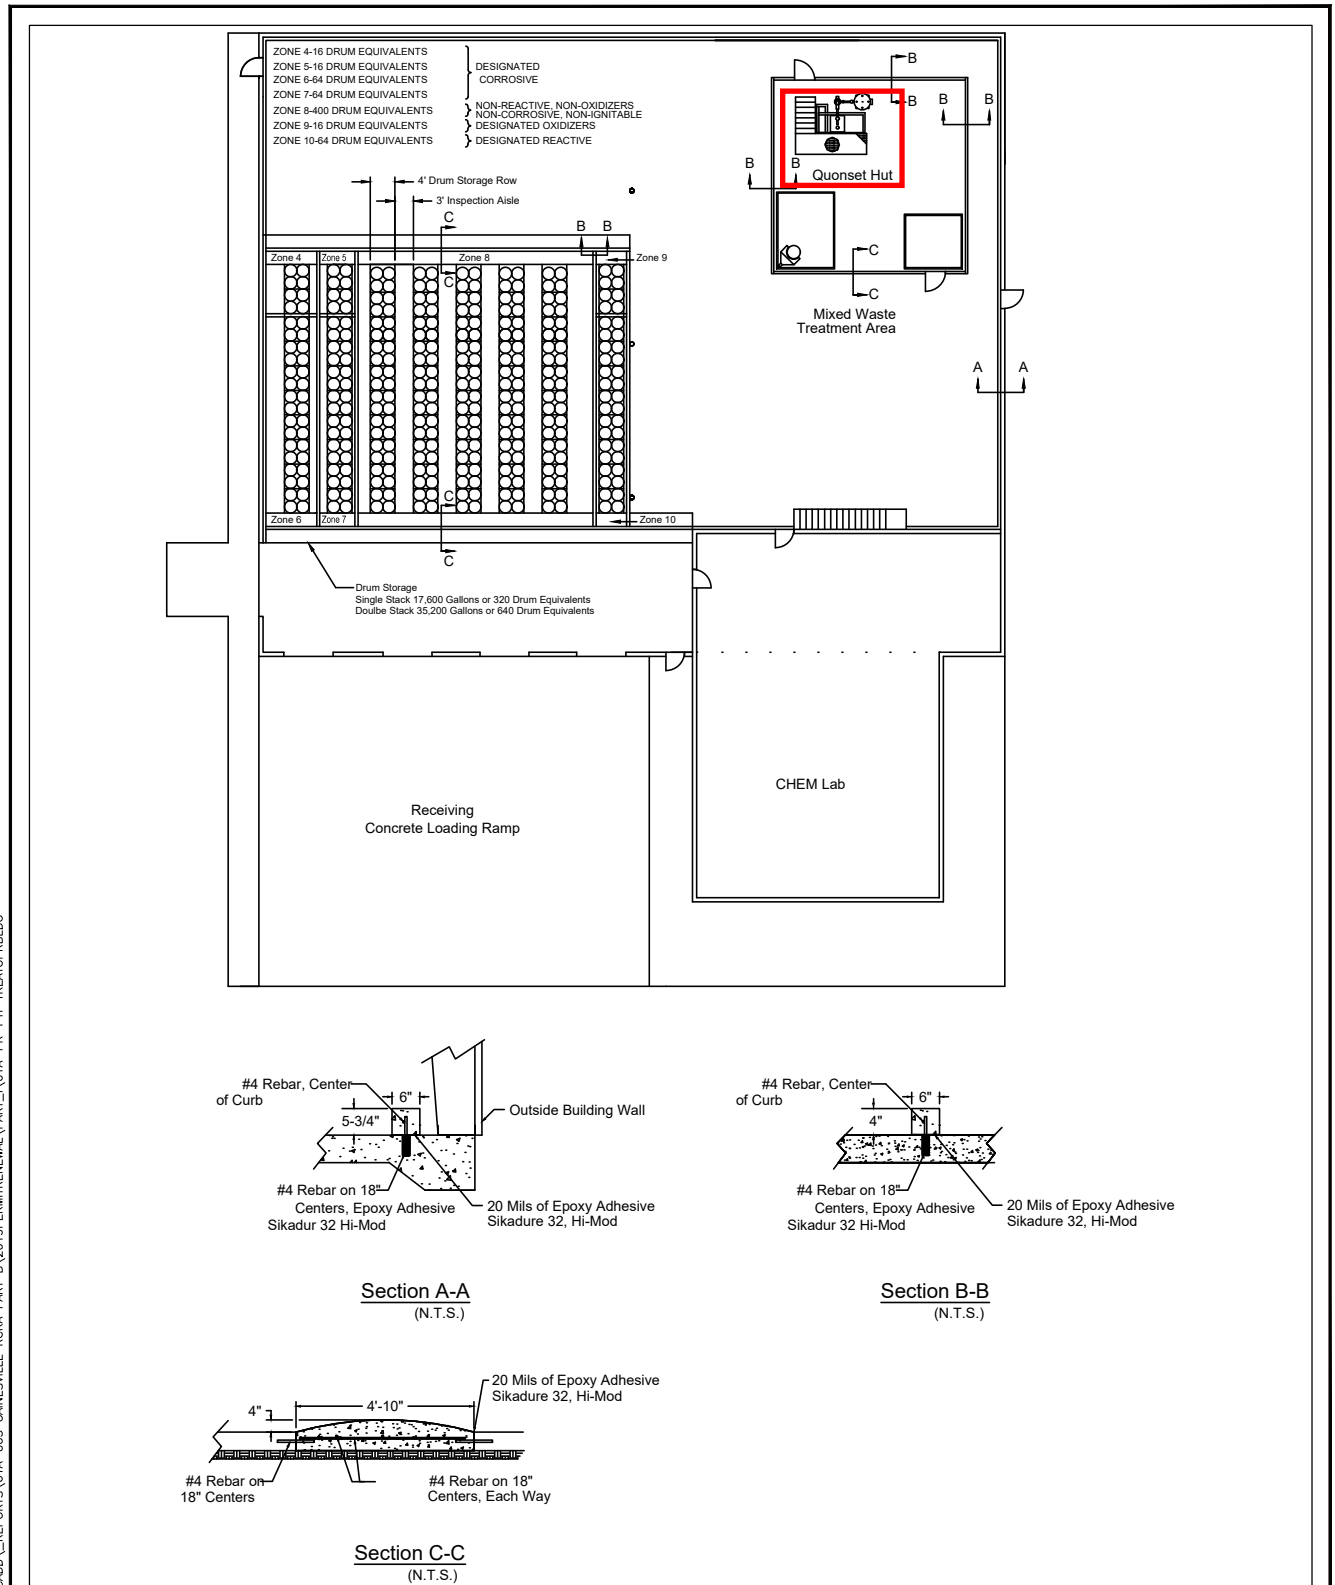 ZONE 4-16 DRUM EQUIVALENTS
ZONE 5-16 DRUM EQUIVALENTS
ZONE 6-64 DRUM EQUIVALENTS
ZONE 7-64 DRUM EQUIVALENTS
DESIGNATED
CORROSIVE
ZONE 8-400 DRUM EQUIVALENTS
NON-REACTIVE, NON-OXIDIZERS
NON-CORROSIVE, NON-IGNITABLE
ZONE 9-16 DRUM EQUIVALENTS
DESIGNATED OXIDIZERS
ZONE 10-64 DRUM EQUIVALENTS
DESIGNATED REACTIVE
B
B
B B
B B
Quonset Hut
4' Drum Storage Row
3' Inspection Aisle
C
C
B B
Zone 4
Zone 5
Zone 8
Zone 9
C
C
Mixed Waste
Treatment Area
A A
C
C
Zone 6
Zone 7
Zone 10
Drum Storage
Single Stack 17,600 Gallons or 320 Drum Equivalents
Doulbe Stack 35,200 Gallons or 640 Drum Equivalents
CHEM Lab
Receiving
Concrete Loading Ramp
#4 Rebar, Center
of Curb
6"
5-3/4"
Outside Building Wall
#4 Rebar on 18"
Centers, Epoxy Adhesive
Sikadur 32 Hi-Mod
20 Mils of Epoxy Adhesive
Sikadure 32, Hi-Mod
Section A-A
(N.T.S.)
#4 Rebar, Center
of Curb
6"
4"
#4 Rebar on 18"
Centers, Epoxy Adhesive
Sikadur 32 Hi-Mod
20 Mils of Epoxy Adhesive
Sikadure 32, Hi-Mod
Section B-B
(N.T.S.)
20 Mils of Epoxy Adhesive
Sikadure 32, Hi-Mod
4'-10"
4"
#4 Rebar on
18" Centers
#4 Rebar on 18"
Centers, Each Way
Section C-C
(N.T.S.)